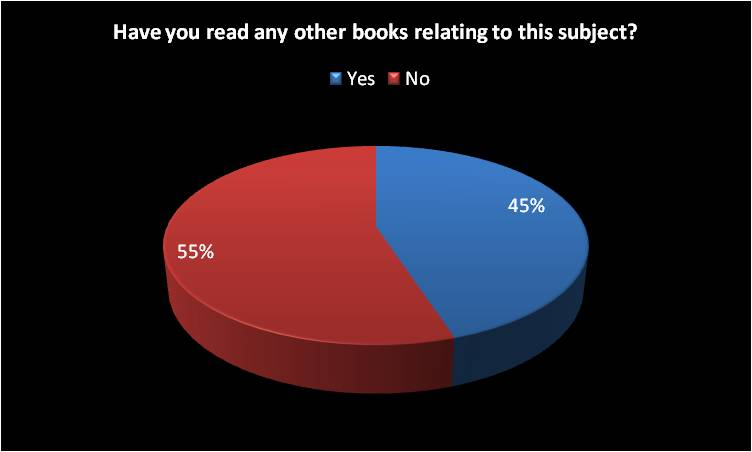 Have you read any other books relating to this subject?
Yes No
45%
55%